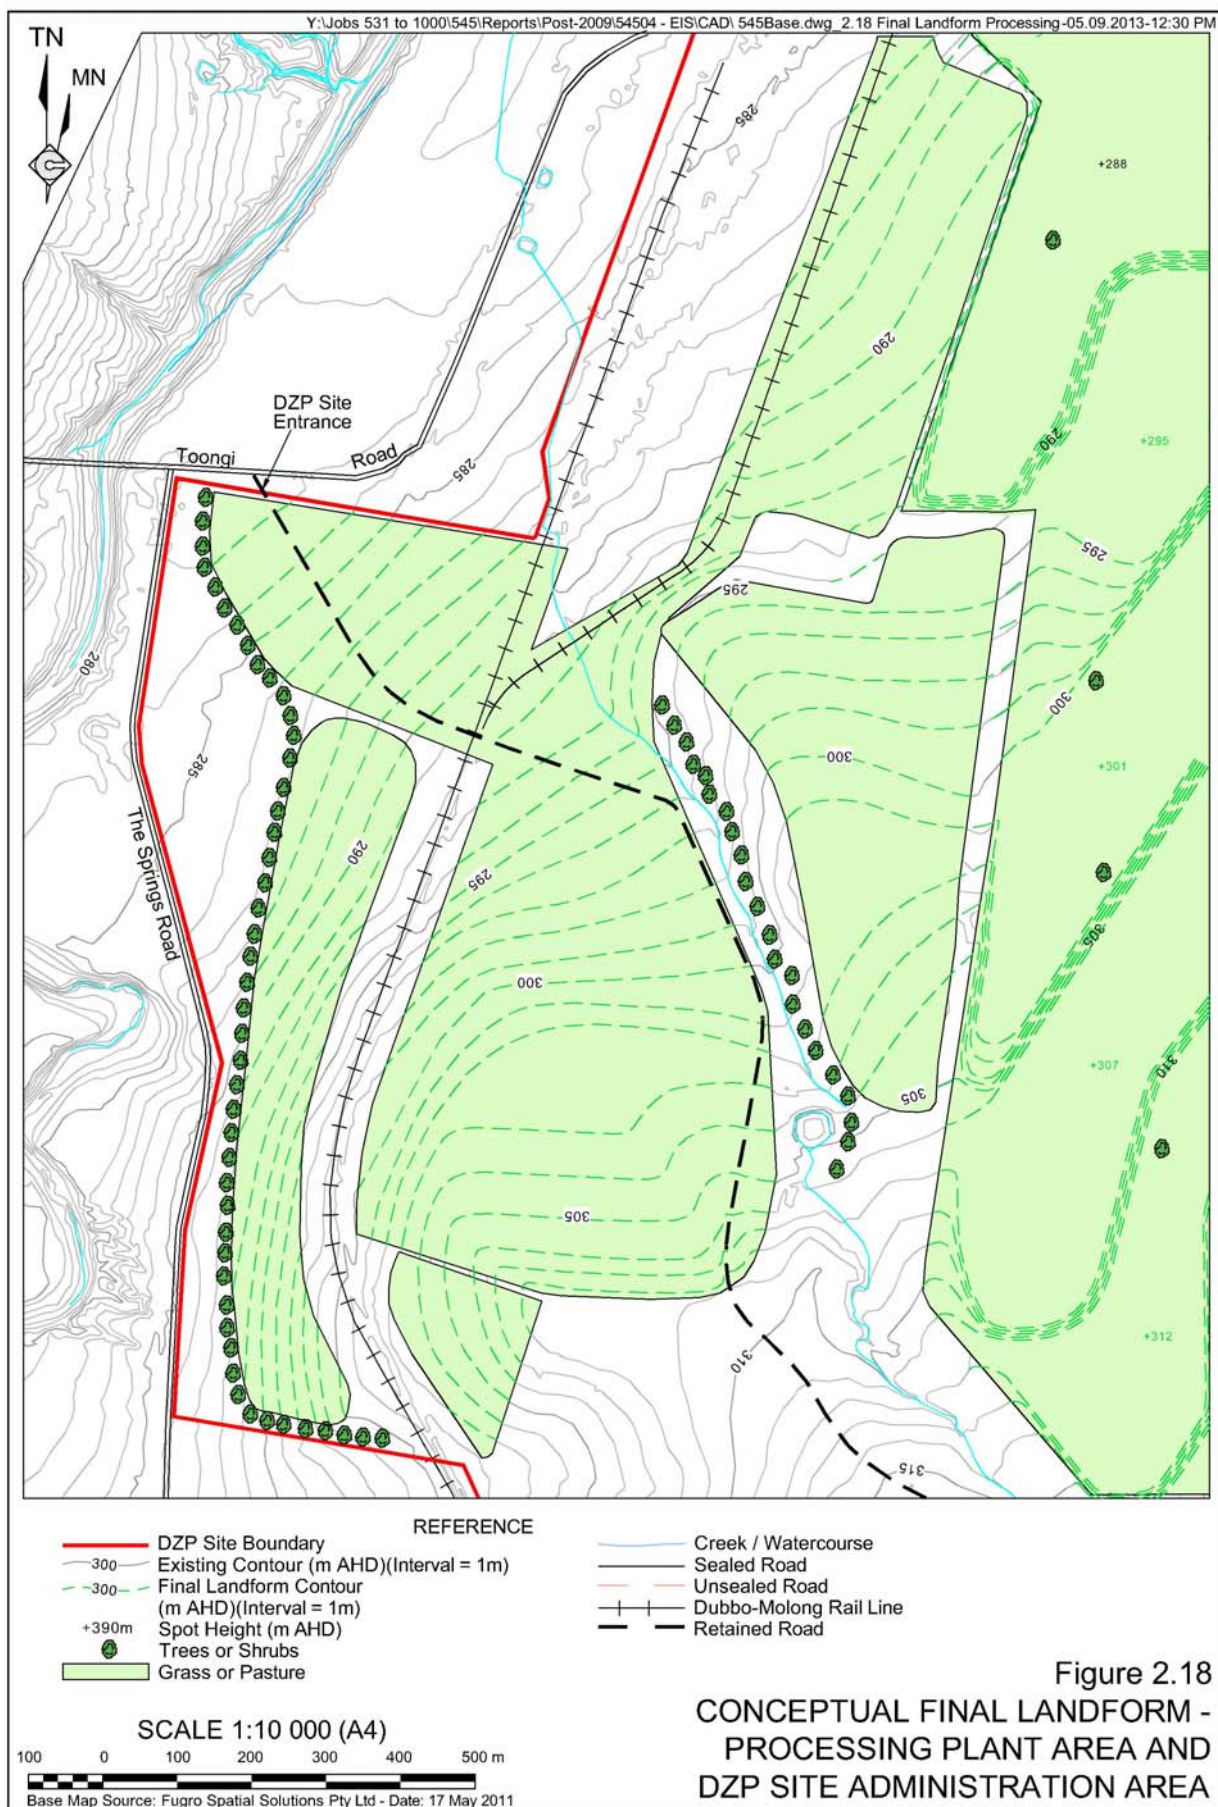 Y:\Jobs 531 to 1000\545\Reports\Post-2009\54504 - EIS\CAD\ 545Base.dwg_2.18 Final Landform Processing-05.09.2013-12:30 PM
TN
MN
285
+288
290
DZP Site
Entrance
Toongi
Road
285
290
+295
295
295
280
300
285
300
+301
The Springs Road
290
295
300
305
305
+307
310
305
310
+312
315
REFERENCE
DZP Site Boundary
300 Existing Contour (m AHD)(Interval = 1m)
300 Final Landform Contour
(m AHD)(Interval = 1m)
+390m Spot Height (m AHD)
Trees or Shrubs
Grass or Pasture
Creek / Watercourse
Sealed Road
Unsealed Road
Dubbo-Molong Rail Line
Retained Road
SCALE 1:10 000 (A4)
100 0 100 200 300 400 500 m
Base Map Source: Fugro Spatial Solutions Pty Ltd - Date: 17 May 2011
Figure 2.18
CONCEPTUAL FINAL LANDFORM -
PROCESSING PLANT AREA AND
DZP SITE ADMINISTRATION AREA